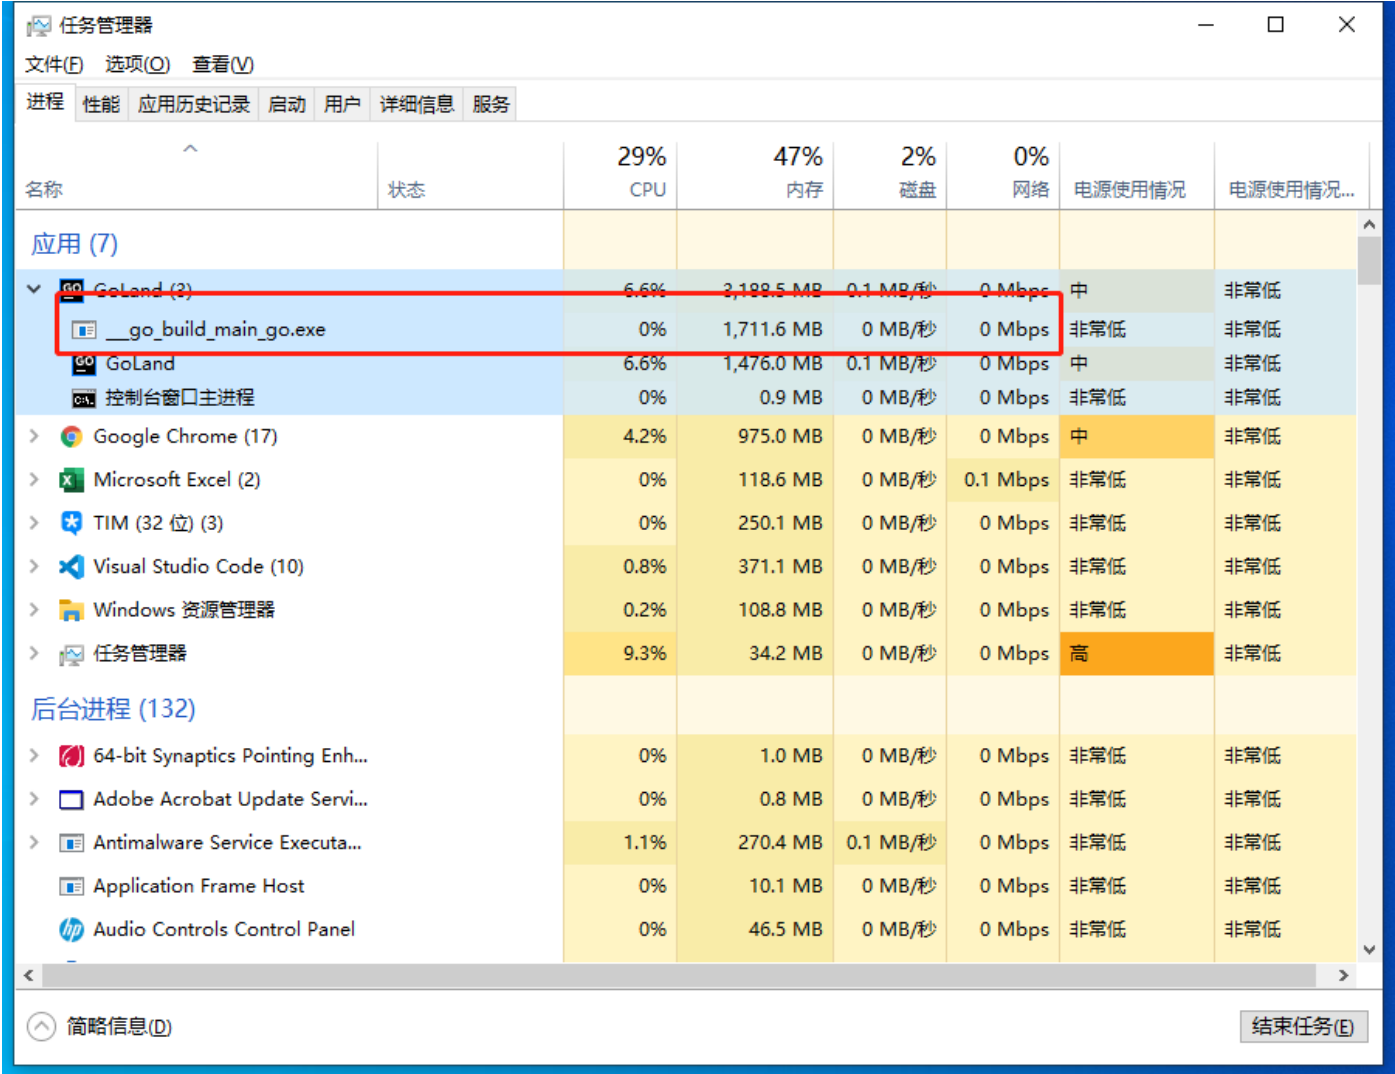 任务管理器
文件(F) 选项(O) 查看(V)
进程 性能 应用历史记录 启动 用户 详细信息 服务
29% 47% 2% 0%
名称 状态 CPU 内存 磁盘 网络 电源使用情况 电源使用情况...
应用 (7)
GoLand (3) 6.6% 3,188.5 MB 0.1 MB/秒 0 Mbps 中 非常低
___go_build_main_go.exe 0% 1,711.6 MB 0 MB/秒 0 Mbps 非常低 非常低
GoLand 6.6% 1,476.0 MB 0.1 MB/秒 0 Mbps 中 非常低
控制台窗口主进程 0% 0.9 MB 0 MB/秒 0 Mbps 非常低 非常低
Google Chrome (17) 4.2% 975.0 MB 0 MB/秒 0 Mbps 中 非常低
Microsoft Excel (2) 0% 118.6 MB 0 MB/秒 0.1 Mbps 非常低 非常低
TIM (32 位) (3) 0% 250.1 MB 0 MB/秒 0 Mbps 非常低 非常低
Visual Studio Code (10) 0.8% 371.1 MB 0 MB/秒 0 Mbps 非常低 非常低
Windows 资源管理器 0.2% 108.8 MB 0 MB/秒 0 Mbps 非常低 非常低
任务管理器 9.3% 34.2 MB 0 MB/秒 0 Mbps 高 非常低
后台进程 (132)
64-bit Synaptics Pointing Enh... 0% 1.0 MB 0 MB/秒 0 Mbps 非常低 非常低
Adobe Acrobat Update Servi... 0% 0.8 MB 0 MB/秒 0 Mbps 非常低 非常低
Antimalware Service Executa... 1.1% 270.4 MB 0.1 MB/秒 0 Mbps 非常低 非常低
Application Frame Host 0% 10.1 MB 0 MB/秒 0 Mbps 非常低 非常低
Audio Controls Control Panel 0% 46.5 MB 0 MB/秒 0 Mbps 非常低 非常低
简略信息(D) 结束任务(E)